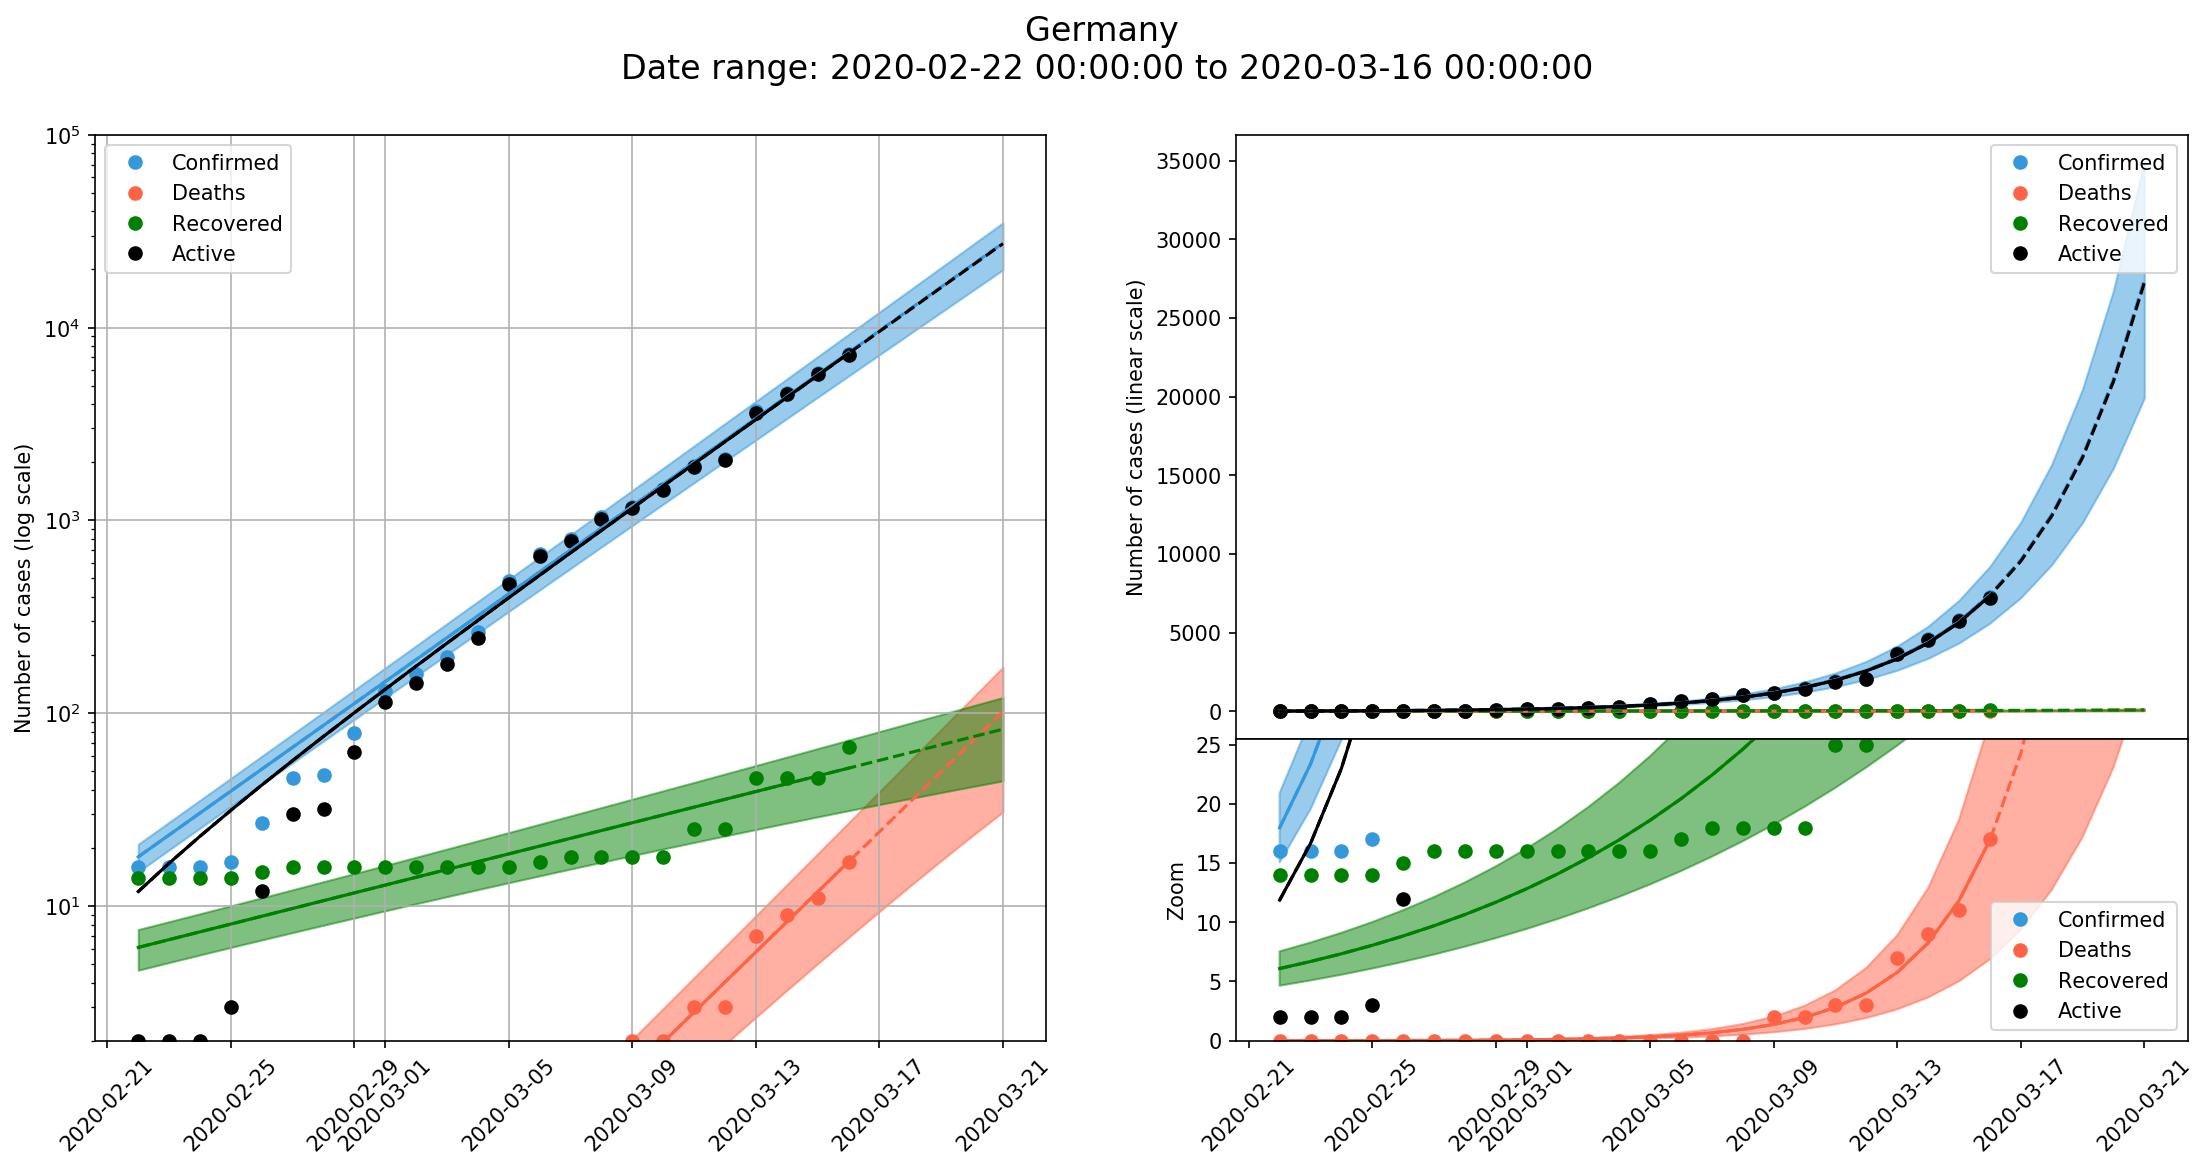 Germany
Date range: 2020-02-22 00:00:00 to 2020-03-16 00:00:00
Number of cases (log scale)
10^5
10^4
10^3
10^2
10^1
Confirmed
Deaths
Recovered
Active
2020-02-21
2020-02-25
2020-02-29
2020-03-01
2020-03-05
2020-03-09
2020-03-13
2020-03-17
2020-03-21
Number of cases (linear scale)
35000
30000
25000
20000
15000
10000
5000
0
Confirmed
Deaths
Recovered
Active
Zoom
25
20
15
10
5
0
Confirmed
Deaths
Recovered
Active
2020-02-21
2020-02-25
2020-02-29
2020-03-01
2020-03-05
2020-03-09
2020-03-13
2020-03-17
2020-03-21